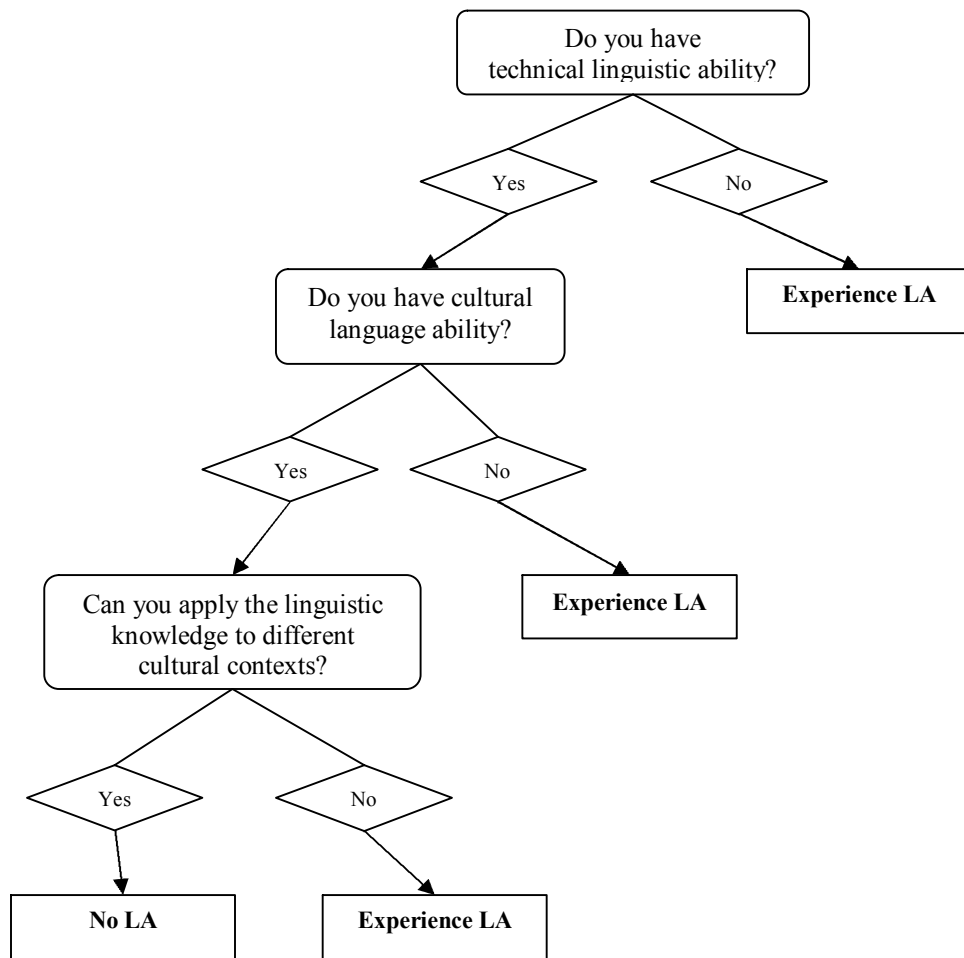 Do you have
technical linguistic ability?
Yes
No
Experience LA
Do you have cultural
language ability?
Yes
No
Experience LA
Can you apply the linguistic
knowledge to different
cultural contexts?
Yes
No
No LA
Experience LA